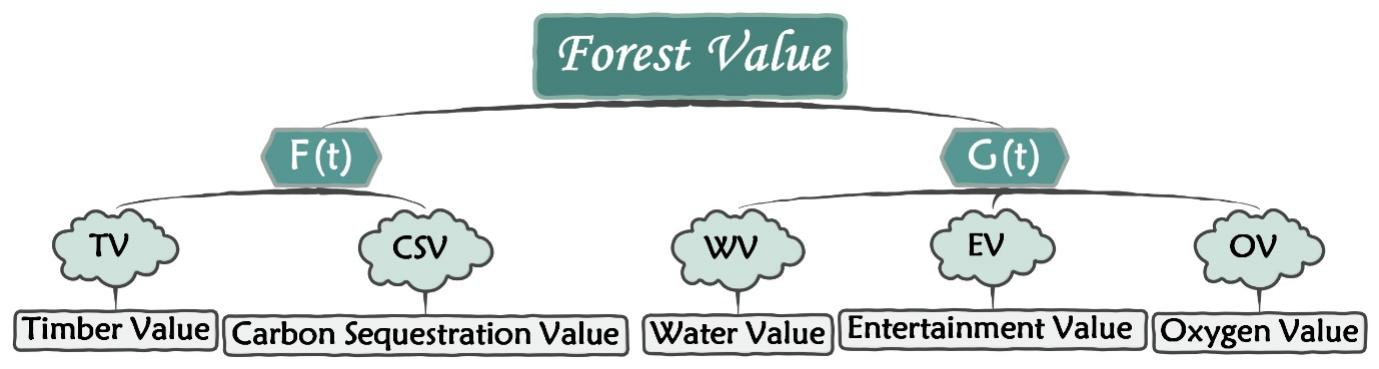 Forest Value
F(t)
G(t)
TV
CSV
WV
EV
OV
Timber Value
Carbon Sequestration Value
Water Value
Entertainment Value
Oxygen Value